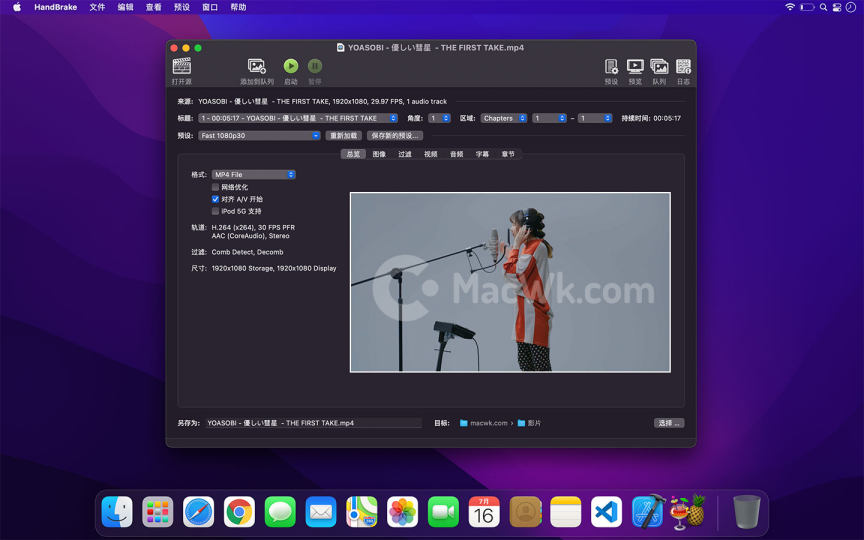 HandBrake 文件 编辑 查看 预设 窗口 帮助
YOASOBI - 優しい彗星 - THE FIRST TAKE.mp4
打开源 添加到队列 启动 暂停 预设 预览 队列 日志
来源: YOASOBI - 優しい彗星 - THE FIRST TAKE, 1920x1080, 29.97 FPS, 1 audio track
标题: 1 - 00:05:17 - YOASOBI - 優しい彗星 - THE FIRST TAKE 角度: 1 区域: Chapters 1 – 1 持续时间: 00:05:17
预设: Fast 1080p30 重新加载 保存新的预设...
总览 图像 过滤 视频 音频 字幕 章节
格式: MP4 File
网络优化
对齐 A/V 开始
iPod 5G 支持
轨道: H.264 (x264), 30 FPS PFR
AAC (CoreAudio), Stereo
过滤: Comb Detect, Decomb
尺寸: 1920x1080 Storage, 1920x1080 Display
MacWk.com
另存为: YOASOBI - 優しい彗星 - THE FIRST TAKE.mp4 目标: macwk.com › 影片 选择 ...
7月
16